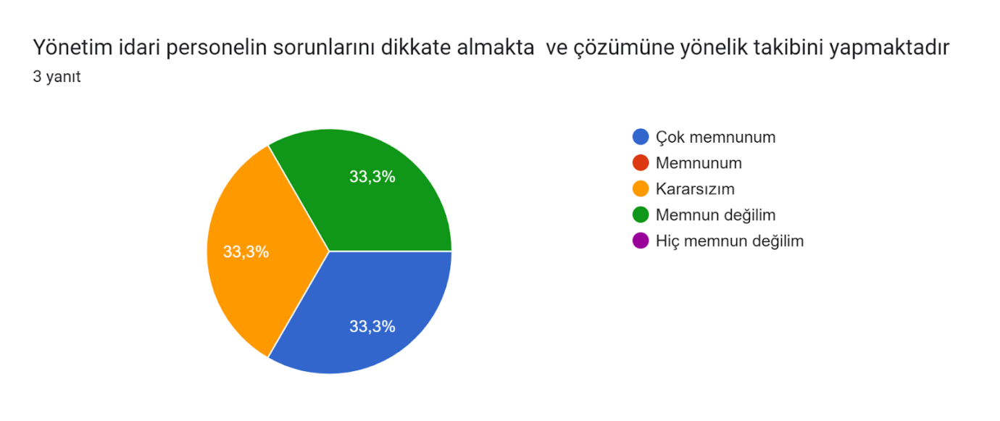 Yönetim idari personelin sorunlarını dikkate almakta  ve çözümüne yönelik takibini yapmaktadır
3 yanıt
33,3%
33,3%
33,3%
Çok memnunum
Memnunum
Kararsızım
Memnun değilim
Hiç memnun değilim